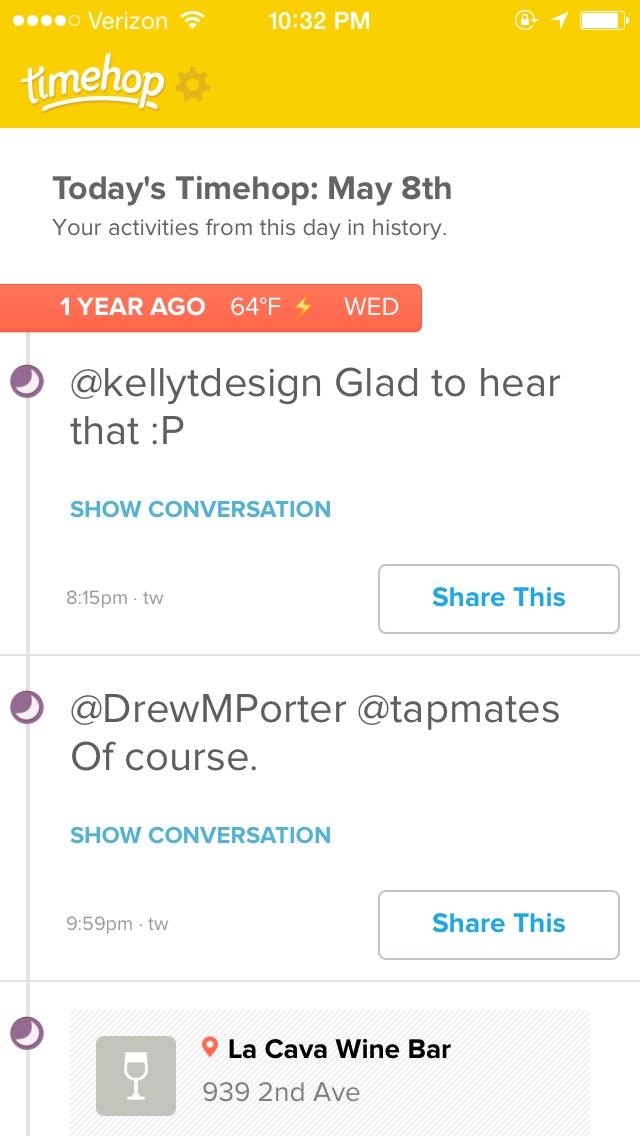 Verizon 10:32 PM
timehop
Today's Timehop: May 8th
Your activities from this day in history.
1 YEAR AGO 64°F WED
@kellytdesign Glad to hear
that :P
SHOW CONVERSATION
8:15pm · tw Share This
@DrewMPorter @tapmates
Of course.
SHOW CONVERSATION
9:59pm · tw Share This
La Cava Wine Bar
939 2nd Ave